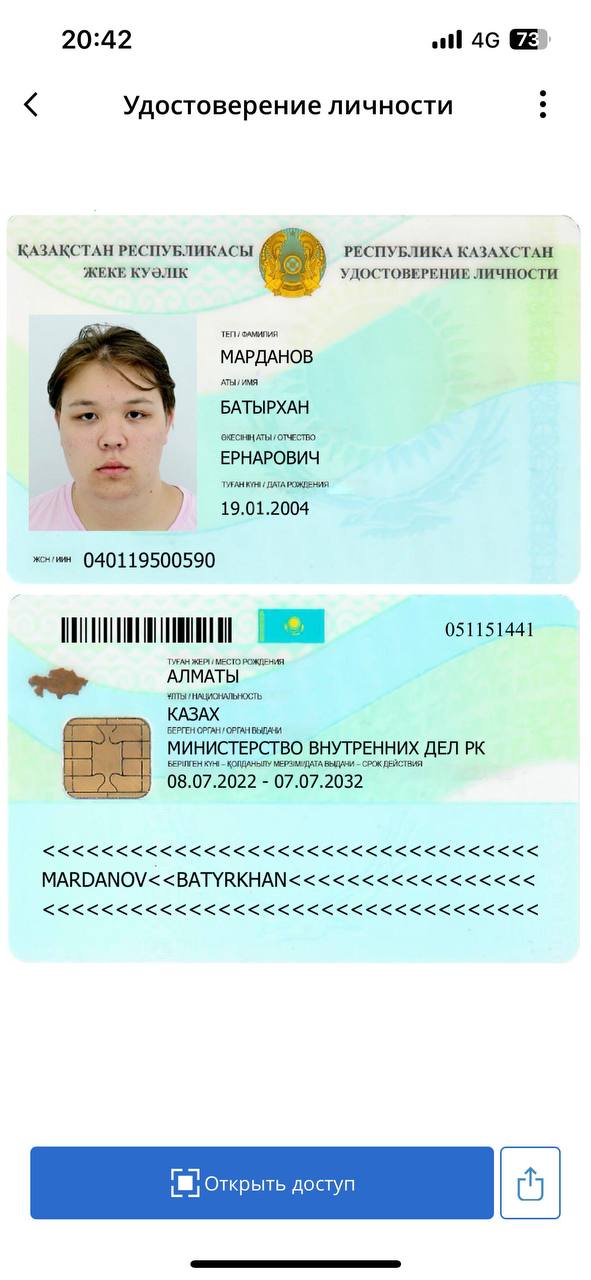 20:42
4G 73
Удостоверение личности
ҚАЗАҚСТАН РЕСПУБЛИКАСЫ
ЖЕКЕ КУӘЛІК
РЕСПУБЛИКА КАЗАХСТАН
УДОСТОВЕРЕНИЕ ЛИЧНОСТИ
ТЕГІ / ФАМИЛИЯ
МАРДАНОВ
АТЫ / ИМЯ
БАТЫРХАН
ӘКЕСІНІҢ АТЫ / ОТЧЕСТВО
ЕРНАРОВИЧ
ТУҒАН КҮНІ / ДАТА РОЖДЕНИЯ
19.01.2004
ЖСН / ИИН 040119500590
051151441
ТУҒАН ЖЕРІ / МЕСТО РОЖДЕНИЯ
АЛМАТЫ
ҰЛТЫ / НАЦИОНАЛЬНОСТЬ
КАЗАХ
БЕРГЕН ОРГАН / ОРГАН ВЫДАЧИ
МИНИСТЕРСТВО ВНУТРЕННИХ ДЕЛ РК
БЕРІЛГЕН КҮНІ – ҚОЛДАНЫЛУ МЕРЗІМІ/ДАТА ВЫДАЧИ – СРОК ДЕЙСТВИЯ
08.07.2022 - 07.07.2032
<<<<<<<<<<<<<<<<<<<<<<<<<<<<<<<<<<
MARDANOV<<BATYRKHAN<<<<<<<<<<<<<<<<<
<<<<<<<<<<<<<<<<<<<<<<<<<<<<<<<<<<
Открыть доступ